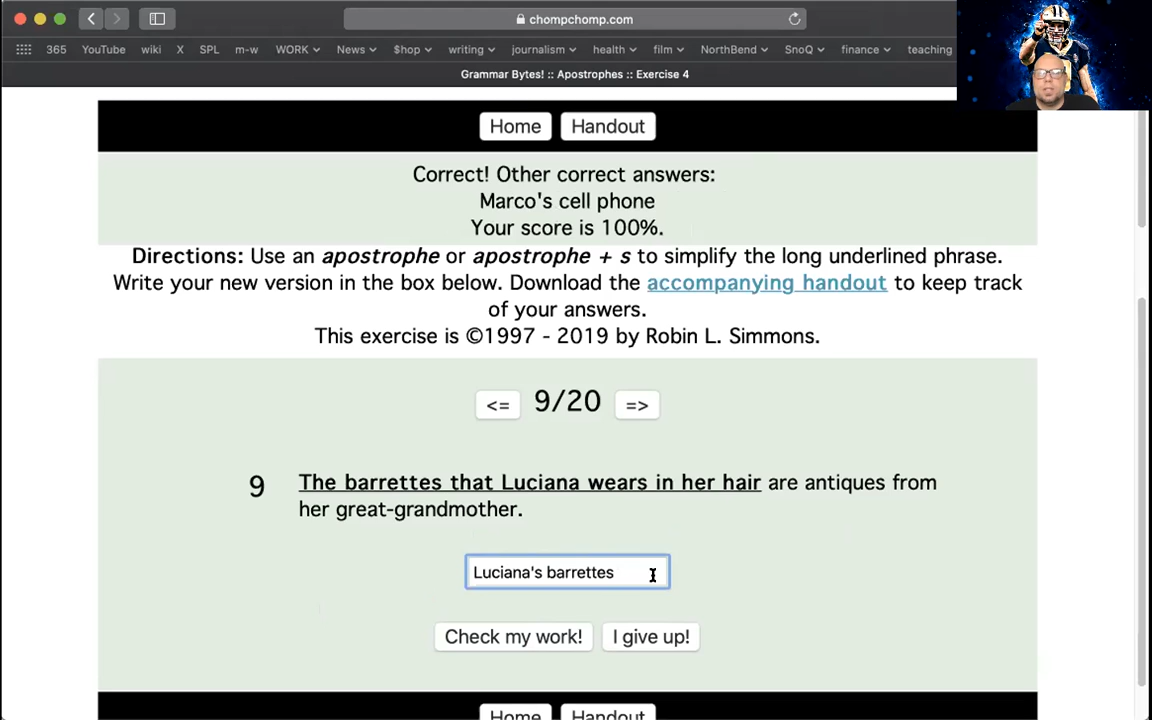 chompchomp.com
365 YouTube wiki X SPL m-w WORK News $hop writing journalism health film NorthBend SnoQ finance teaching
Grammar Bytes! :: Apostrophes :: Exercise 4
Home Handout
Correct! Other correct answers:
Marco's cell phone
Your score is 100%.
Directions: Use an apostrophe or apostrophe + s to simplify the long underlined phrase.
Write your new version in the box below. Download the accompanying handout to keep track
of your answers.
This exercise is ©1997 - 2019 by Robin L. Simmons.
<= 9/20 =>
9 The barrettes that Luciana wears in her hair are antiques from
her great-grandmother.
Luciana's barrettes
Check my work! I give up!
Home Handout